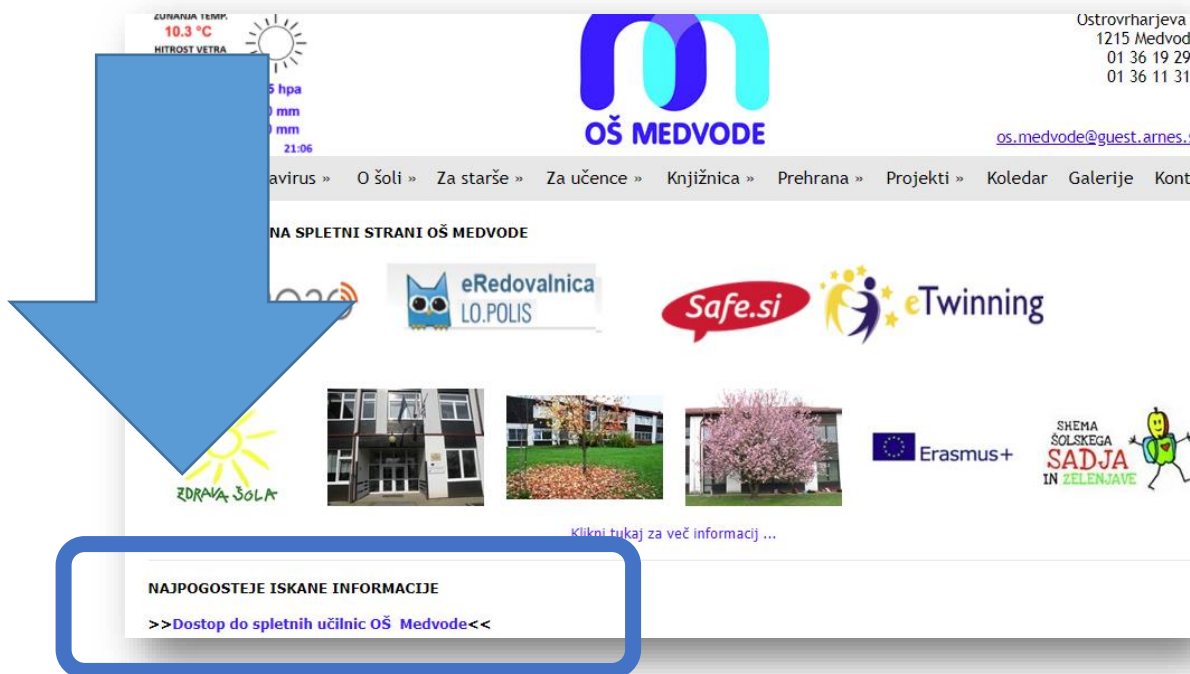 ZUNANJA TEMP.
10.3 °C
HITROST VETRA
hpa
mm
mm
21:06
OŠ MEDVODE
Ostrovrharjeva
1215 Medvod
01 36 19 29
01 36 11 31
os.medvode@guest.arnes.s
avirus » O šoli » Za starše » Za učence » Knjižnica » Prehrana » Projekti » Koledar Galerije Kont
NA SPLETNI STRANI OŠ MEDVODE
eRedovalnica
LO.POLIS
Safe.si
eTwinning
ZDRAVA ŠOLA
Erasmus+
SHEMA
ŠOLSKEGA
SADJA
IN ZELENJAVE
Klikni tukaj za več informacij ...
NAJPOGOSTEJE ISKANE INFORMACIJE
>>Dostop do spletnih učilnic OŠ Medvode<<